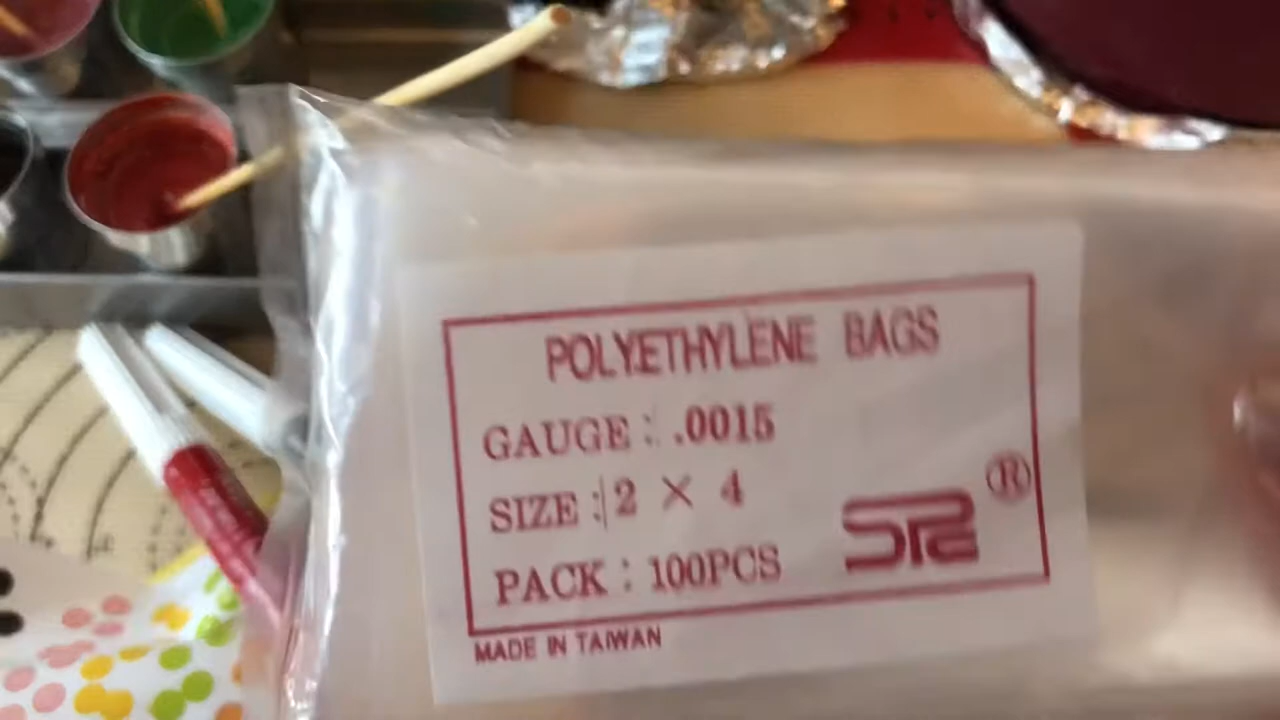 POLYETHYLENE BAGS
GAUGE : .0015
SIZE : 2 × 4
PACK : 100PCS
®
MADE IN TAIWAN